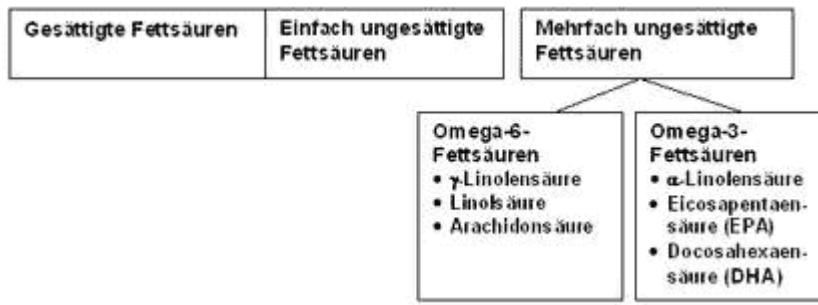 Gesättigte Fettsäuren
Einfach ungesättigte
Fettsäuren
Mehrfach ungesättigte
Fettsäuren
Omega-6-
Fettsäuren
• γ-Linolensäure
• Linolsäure
• Arachidonsäure
Omega-3-
Fettsäuren
• α-Linolensäure
• Eicosapentaen-
säure (EPA)
• Docosahexaen-
säure (DHA)